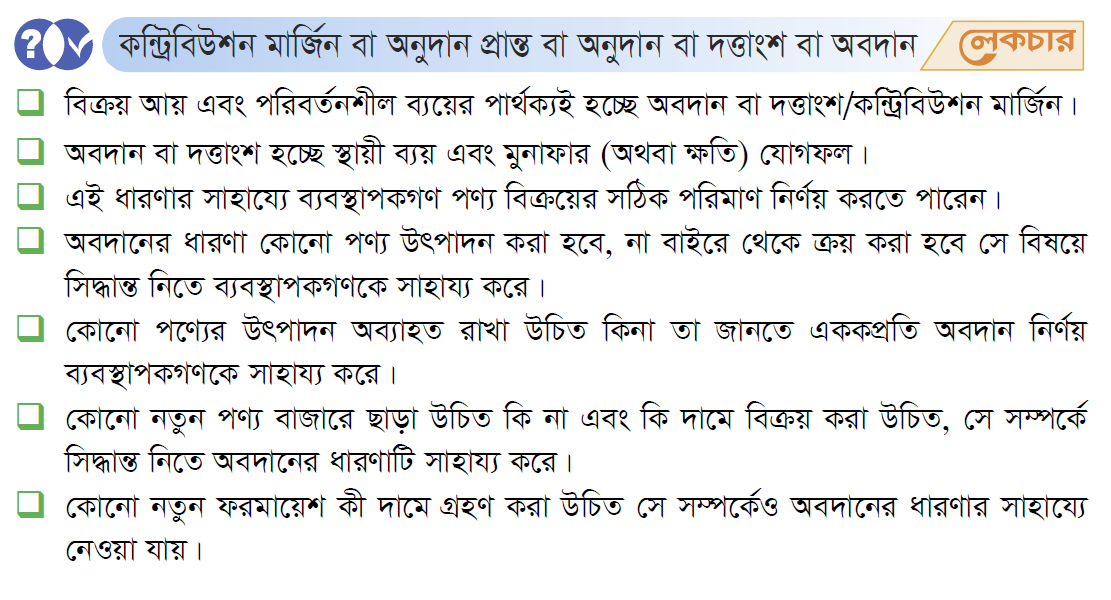 কন্ট্রিবিউশন মার্জিন বা অনুদান প্রান্ত বা অনুদান বা দত্তাংশ বা অবদান লেকচার
বিক্রয় আয় এবং পরিবর্তনশীল ব্যয়ের পার্থক্যই হচ্ছে অবদান বা দত্তাংশ/কন্ট্রিবিউশন মার্জিন।
অবদান বা দত্তাংশ হচ্ছে স্থায়ী ব্যয় এবং মুনাফার (অথবা ক্ষতি) যোগফল।
এই ধারণার সাহায্যে ব্যবস্থাপকগণ পণ্য বিক্রয়ের সঠিক পরিমাণ নির্ণয় করতে পারেন।
অবদানের ধারণা কোনো পণ্য উৎপাদন করা হবে, না বাইরে থেকে ক্রয় করা হবে সে বিষয়ে
সিদ্ধান্ত নিতে ব্যবস্থাপকগণকে সাহায্য করে।
কোনো পণ্যের উৎপাদন অব্যাহত রাখা উচিত কিনা তা জানতে এককপ্রতি অবদান নির্ণয়
ব্যবস্থাপকগণকে সাহায্য করে।
কোনো নতুন পণ্য বাজারে ছাড়া উচিত কি না এবং কি দামে বিক্রয় করা উচিত, সে সম্পর্কে
সিদ্ধান্ত নিতে অবদানের ধারণাটি সাহায্য করে।
কোনো নতুন ফরমায়েশ কী দামে গ্রহণ করা উচিত সে সম্পর্কেও অবদানের ধারণার সাহায্যে
নেওয়া যায়।